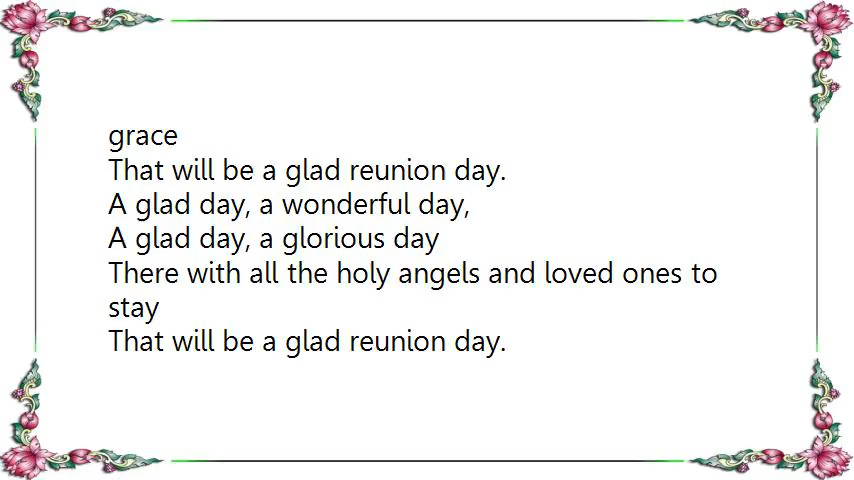 grace
That will be a glad reunion day.
A glad day, a wonderful day,
A glad day, a glorious day
There with all the holy angels and loved ones to
stay
That will be a glad reunion day.